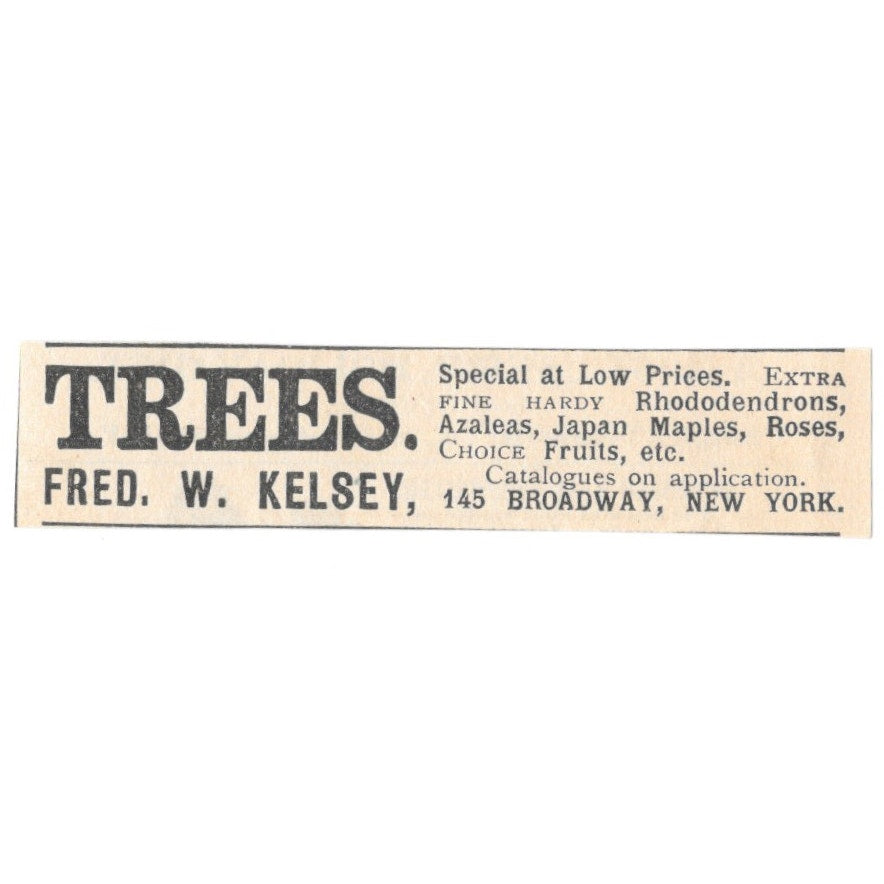 TREES.
Special at Low Prices. EXTRA
FINE HARDY Rhododendrons,
Azaleas, Japan Maples, Roses,
CHOICE Fruits, etc.
Catalogues on application.
FRED. W. KELSEY, 145 BROADWAY, NEW YORK.